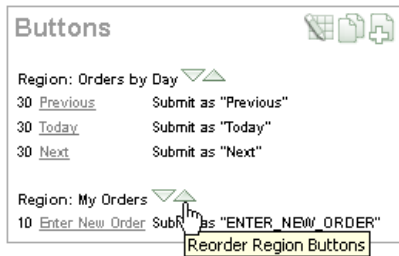 Buttons
Region: Orders by Day
30 Previous Submit as "Previous"
30 Today Submit as "Today"
30 Next Submit as "Next"
Region: My Orders
10 Enter New Order as "ENTER_NEW_ORDER"
Reorder Region Buttons